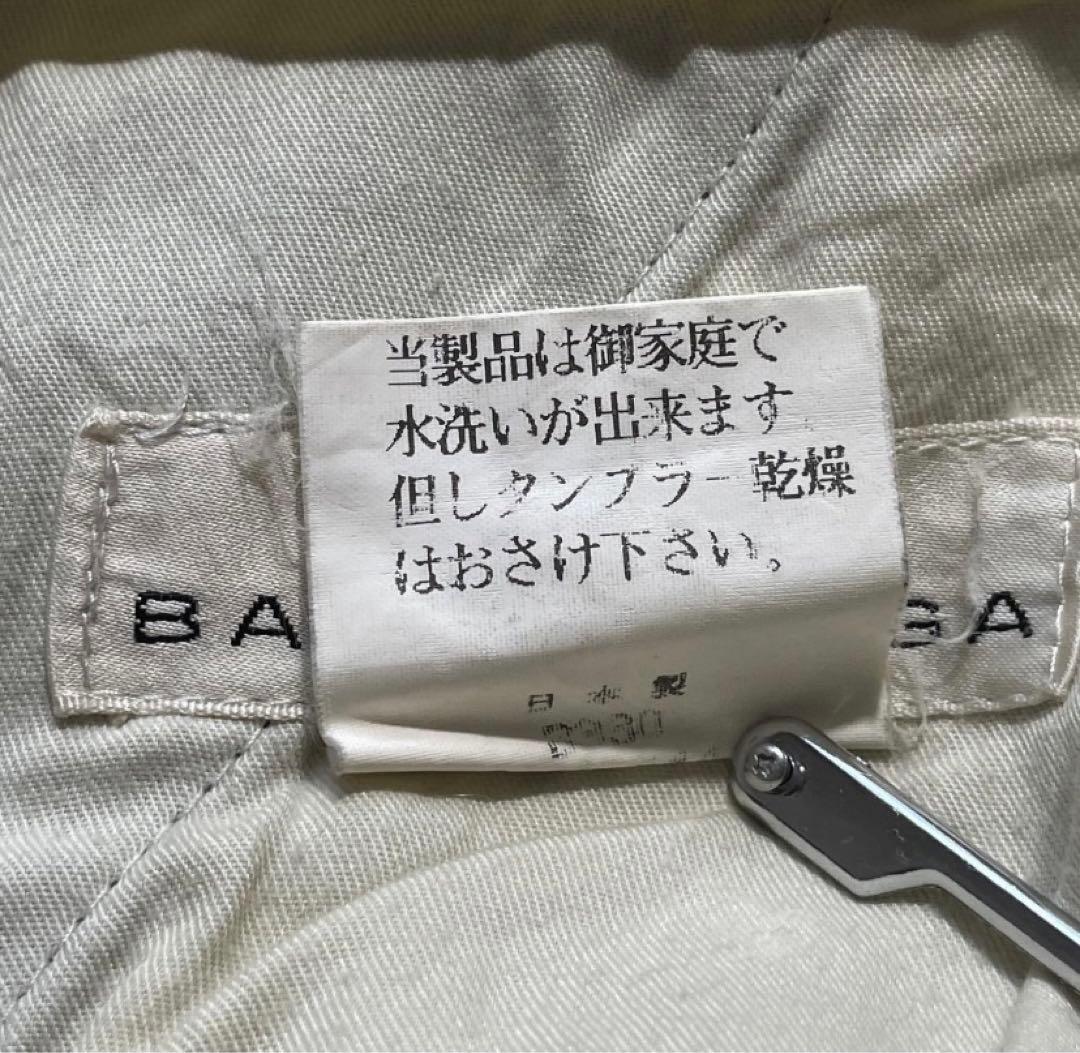 当製品は御家庭で
水洗いが出来ます。
但しタンブラー乾燥
はおさけ下さい。
BA
GA
日本製